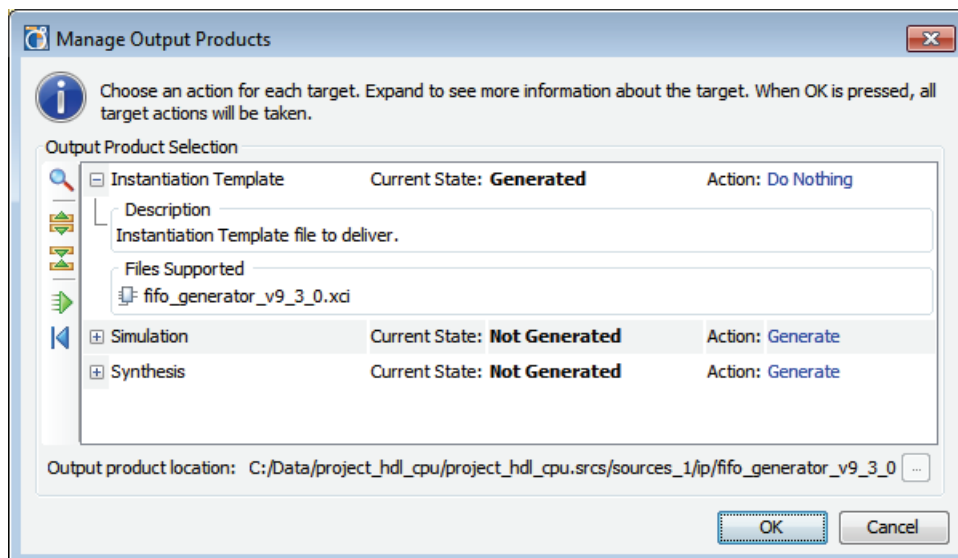 Manage Output Products
Choose an action for each target. Expand to see more information about the target. When OK is pressed, all
target actions will be taken.
Output Product Selection
Instantiation Template Current State: Generated Action: Do Nothing
Description
Instantiation Template file to deliver.
Files Supported
fifo_generator_v9_3_0.xci
Simulation Current State: Not Generated Action: Generate
Synthesis Current State: Not Generated Action: Generate
Output product location: C:/Data/project_hdl_cpu/project_hdl_cpu.srcs/sources_1/ip/fifo_generator_v9_3_0 ...
OK Cancel